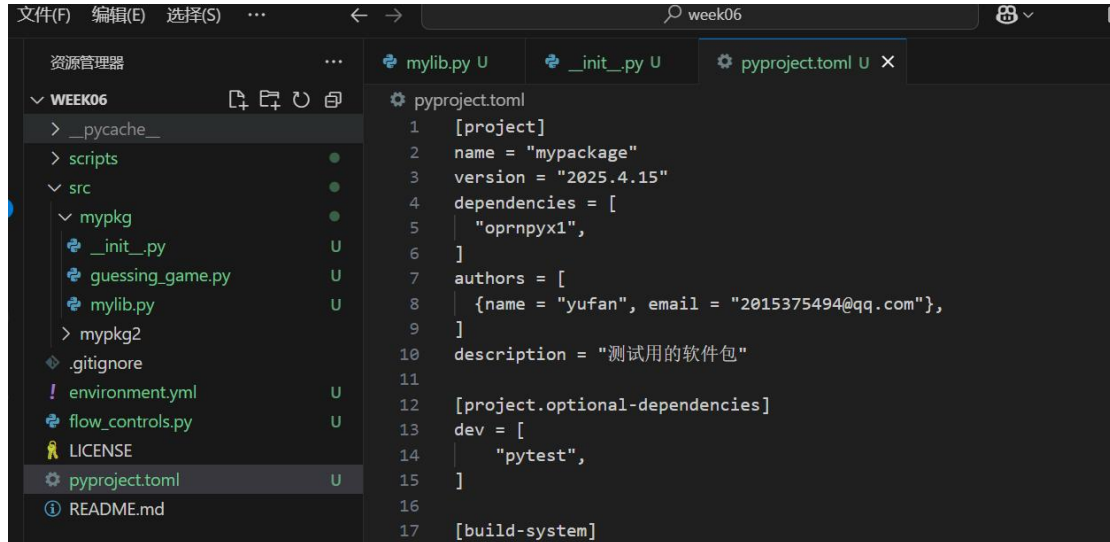 文件(F) 编辑(E) 选择(S) ··· ← → week06
资源管理器 ···
WEEK06
__pycache__
scripts
src
mypkg
__init__.py U
guessing_game.py U
mylib.py U
mypkg2
.gitignore
environment.yml U
flow_controls.py U
LICENSE
pyproject.toml U
README.md
mylib.py U __init__.py U pyproject.toml U ×
pyproject.toml
1 [project]
2 name = "mypackage"
3 version = "2025.4.15"
4 dependencies = [
5 "oprnpyx1",
6 ]
7 authors = [
8 {name = "yufan", email = "2015375494@qq.com"},
9 ]
10 description = "测试用的软件包"
11
12 [project.optional-dependencies]
13 dev = [
14 "pytest",
15 ]
16
17 [build-system]